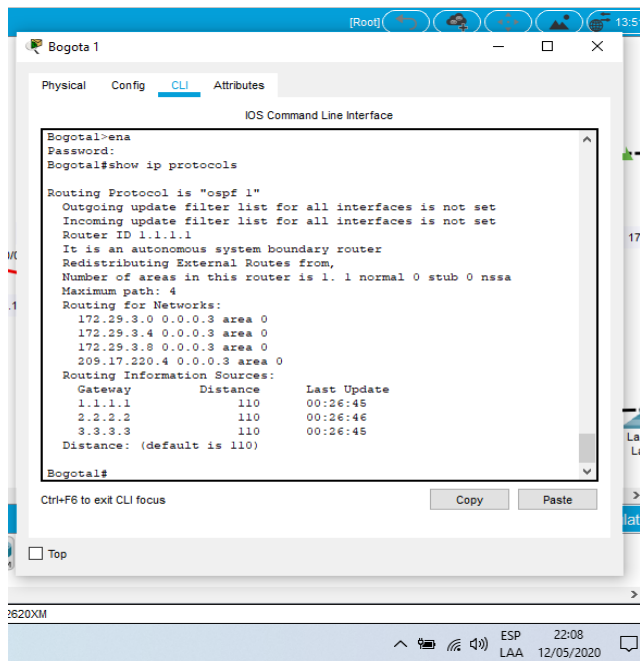 [Root]
13:5
Bogota 1
Physical Config CLI Attributes
IOS Command Line Interface
Bogota1>ena
Password:
Bogota1#show ip protocols
Routing Protocol is "ospf 1"
Outgoing update filter list for all interfaces is not set
Incoming update filter list for all interfaces is not set
Router ID 1.1.1.1
It is an autonomous system boundary router
Redistributing External Routes from,
Number of areas in this router is 1. 1 normal 0 stub 0 nssa
Maximum path: 4
Routing for Networks:
172.29.3.0 0.0.0.3 area 0
172.29.3.4 0.0.0.3 area 0
172.29.3.8 0.0.0.3 area 0
209.17.220.4 0.0.0.3 area 0
Routing Information Sources:
Gateway Distance Last Update
1.1.1.1 110 00:26:45
2.2.2.2 110 00:26:46
3.3.3.3 110 00:26:45
Distance: (default is 110)
Bogota1#
Ctrl+F6 to exit CLI focus
Copy Paste
Top
17
.1
La
L
lat
2620XM
ESP 22:08
LAA 12/05/2020